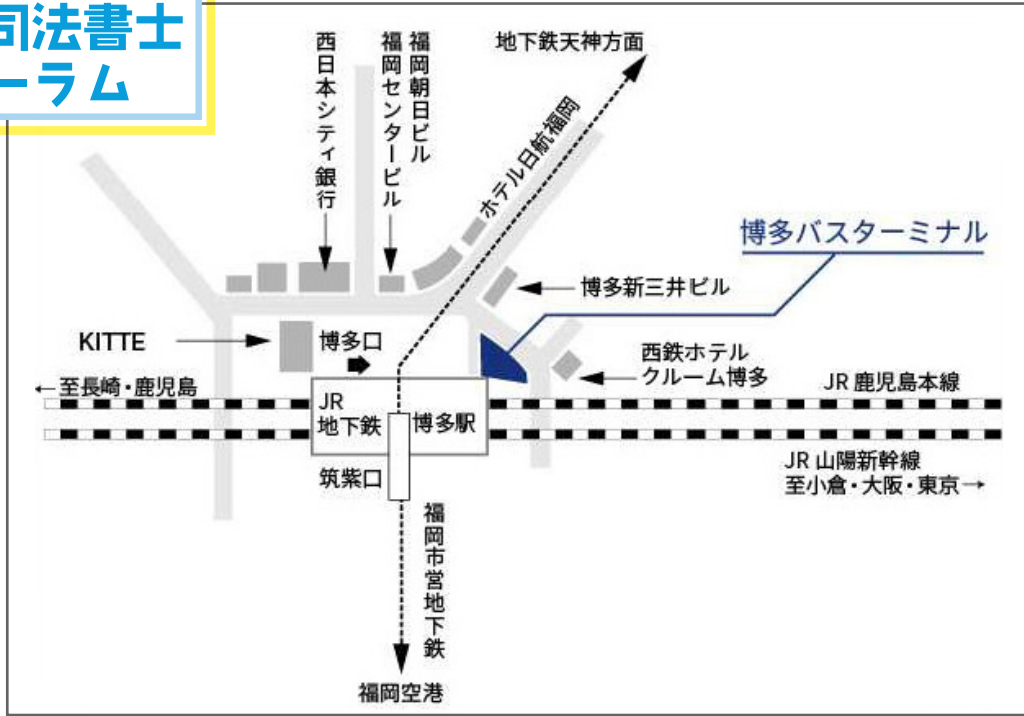 司法書士
ーラム
西日本シティ銀行
福岡センタービル
福岡朝日ビル
地下鉄天神方面
ホテル日航福岡
博多バスターミナル
博多新三井ビル
KITTE
博多口
西鉄ホテル
クルーム博多
←至長崎・鹿児島
JR 鹿児島本線
JR
地下鉄
博多駅
JR 山陽新幹線
至小倉・大阪・東京→
筑紫口
福岡市営地下鉄
福岡空港